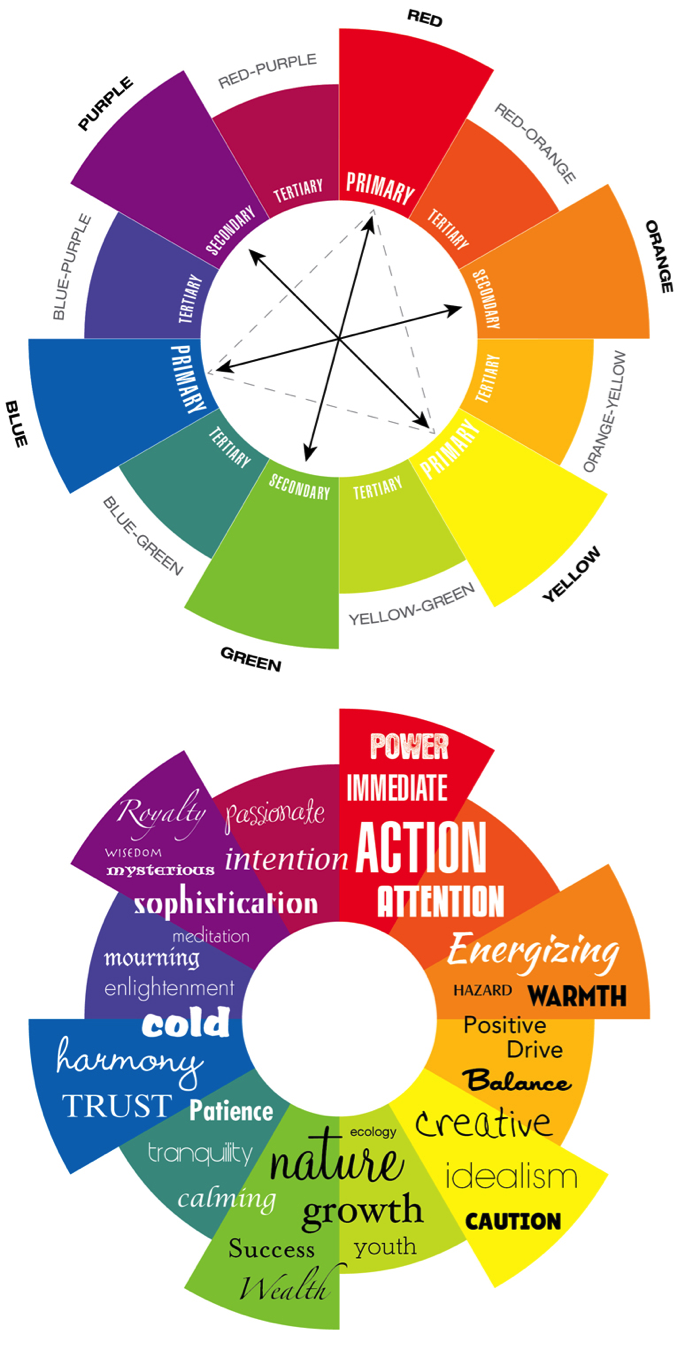 RED
RED-ORANGE
ORANGE
ORANGE-YELLOW
YELLOW
YELLOW-GREEN
GREEN
BLUE-GREEN
BLUE
BLUE-PURPLE
PURPLE
RED-PURPLE
PRIMARY
TERTIARY
SECONDARY
TERTIARY
PRIMARY
TERTIARY
SECONDARY
TERTIARY
PRIMARY
TERTIARY
SECONDARY
TERTIARY
POWER
IMMEDIATE
ACTION
ATTENTION
Energizing
HAZARD
WARMTH
Positive
Drive
Balance
creative
idealism
CAUTION
ecology
nature
growth
youth
Success
Wealth
Patience
tranquility
calming
cold
harmony
TRUST
meditation
mourning
enlightenment
Royalty
WISEDOM
mysterious
sophistication
passionate
intention